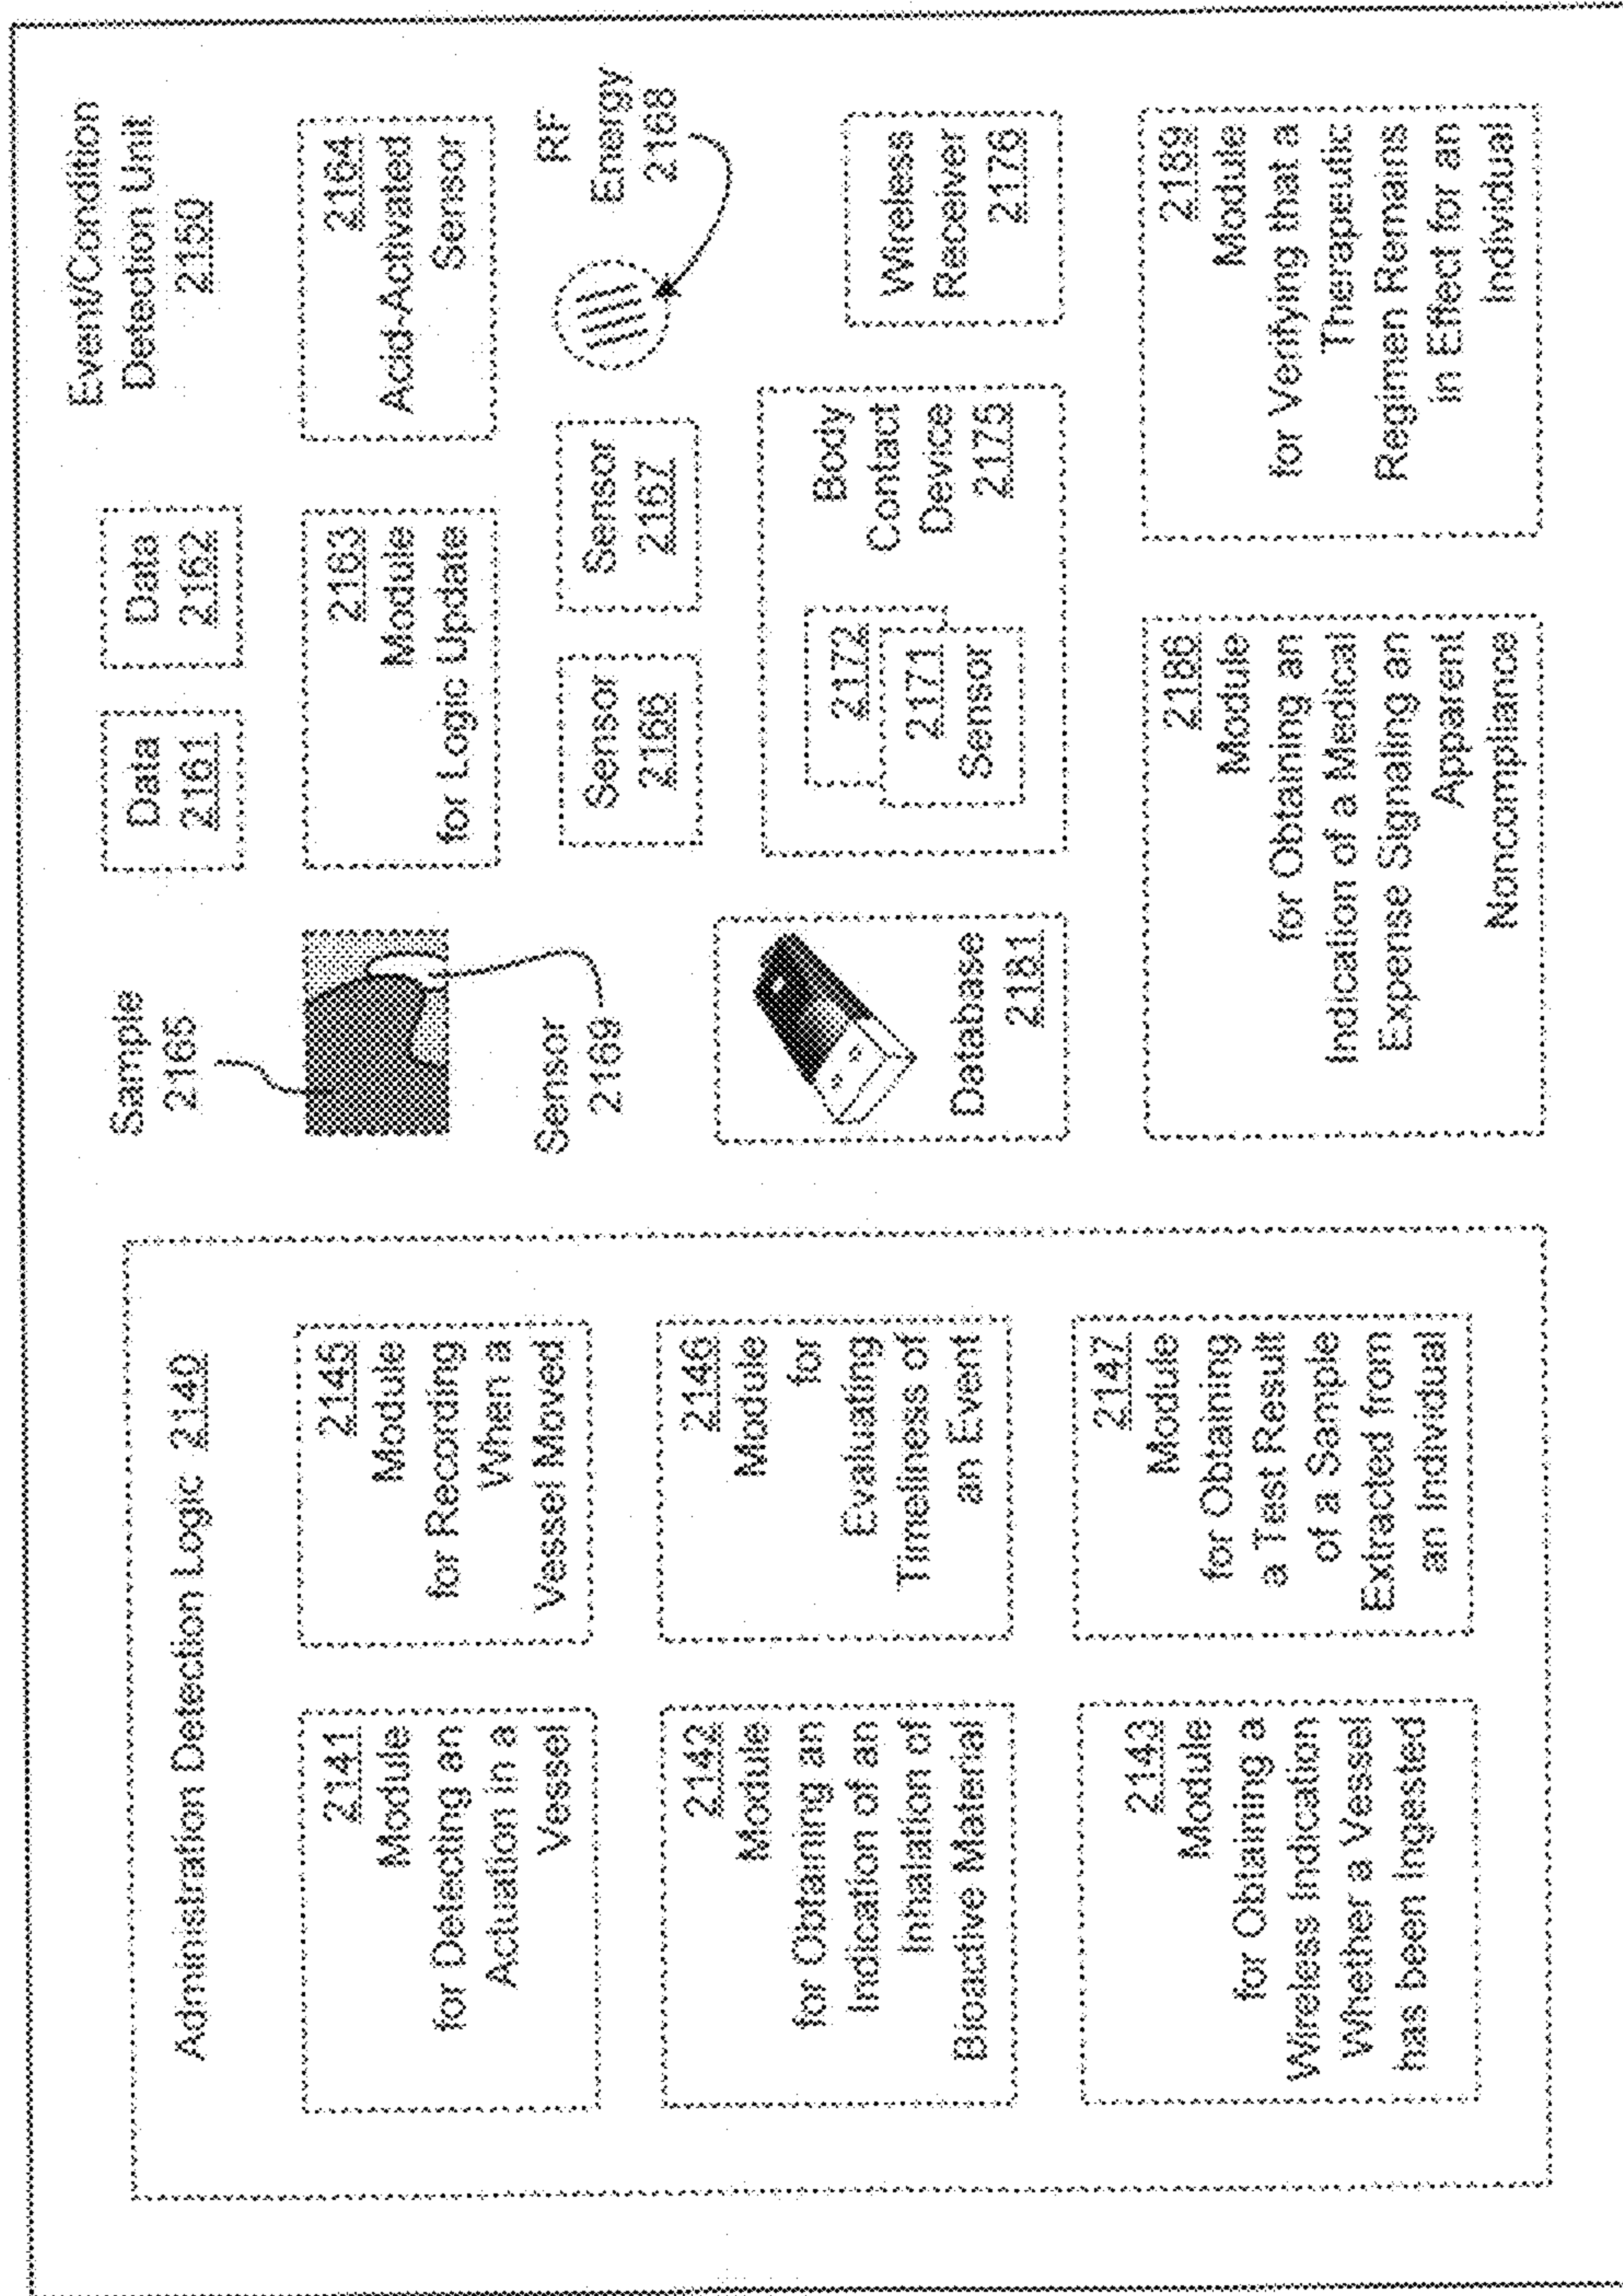 Event/Condition
Detection Unit
2150
Administration Detection Logic 2140
2141
Module
for Detecting an
Actuation in a
Vessel
2145
Module
for Recording
When a
Vessel Moved
2142
Module
for Obtaining an
Indication of an
Inhalation of
Bioactive Material
2146
Module
for
Evaluating
Timeliness of
an Event
2143
Module
for Obtaining a
Wireless Indication
Whether a Vessel
has been Ingested
2147
Module
for Obtaining
a Test Result
of a Sample
Extracted from
an Individual
Sample
2165
Data
2161
Data
2162
2163
Module
for Logic Update
2164
Acid-Activated
Sensor
Sensor
2169
Sensor
2166
Sensor
2167
RF
Energy
2168
Database
2181
2172
2171
Sensor
Body
Contact
Device
2175
Wireless
Receiver
2176
2186
Module
for Obtaining an
Indication of a Medical
Expense Signaling an
Apparent
Noncompliance
2189
Module
for Verifying that a
Therapeutic
Regimen Remains
in Effect for an
Individual